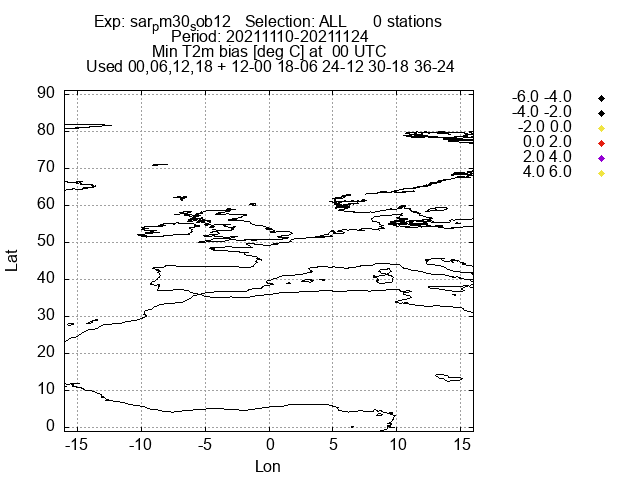 Exp: sarpm30sob12 Selection: ALL 0 stations
Period: 20211110-20211124
Min T2m bias [deg C] at 00 UTC
Used 00,06,12,18 + 12-00 18-06 24-12 30-18 36-24
90
80
70
60
50
40
30
20
10
0
Lat
-15 -10 -5 0 5 10 15
Lon
-6.0 -4.0
-4.0 -2.0
-2.0 0.0
0.0 2.0
2.0 4.0
4.0 6.0